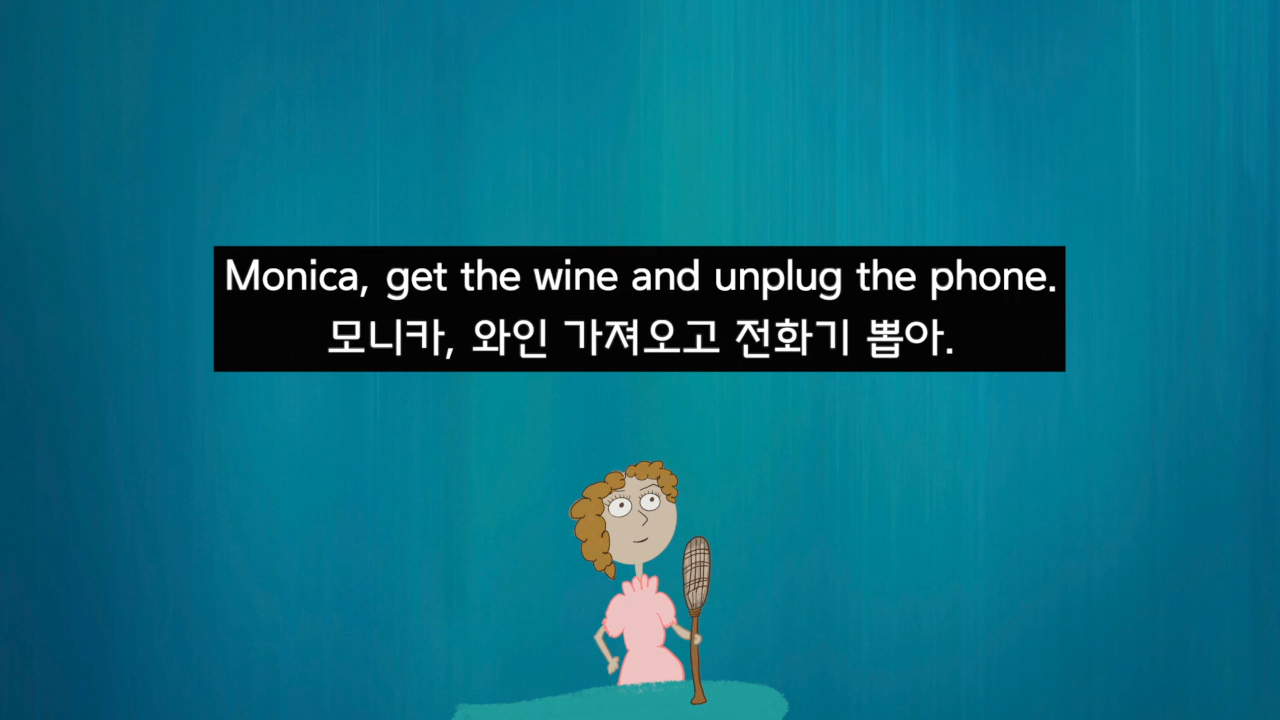 Monica, get the wine and unplug the phone.
모니카, 와인 가져오고 전화기 뽑아.